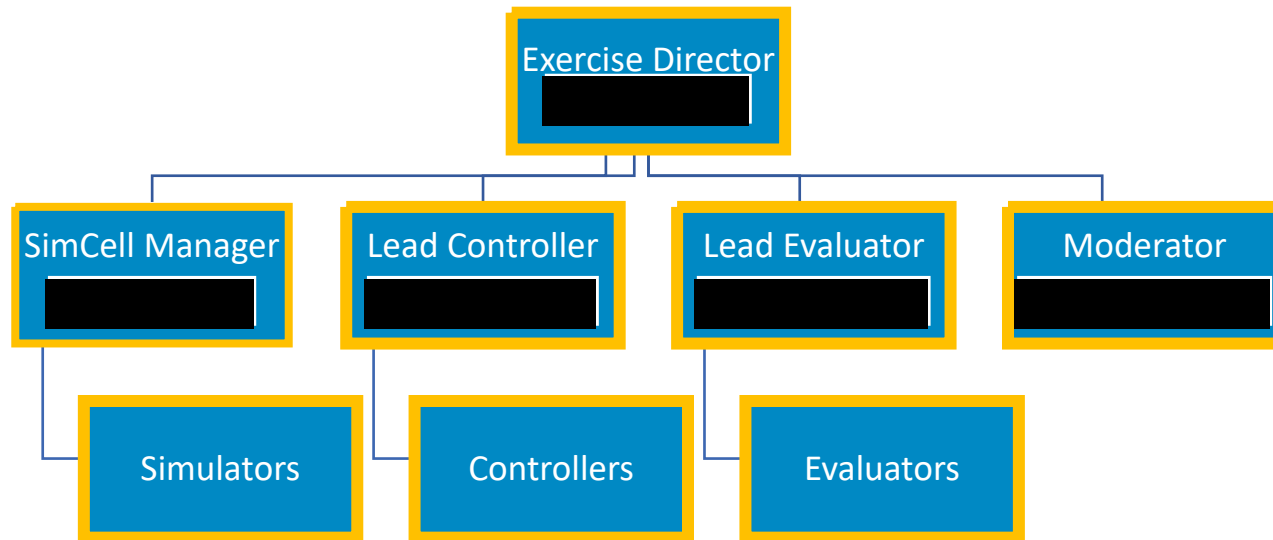 Exercise Director
SimCell Manager
Lead Controller
Lead Evaluator
Moderator
Simulators
Controllers
Evaluators